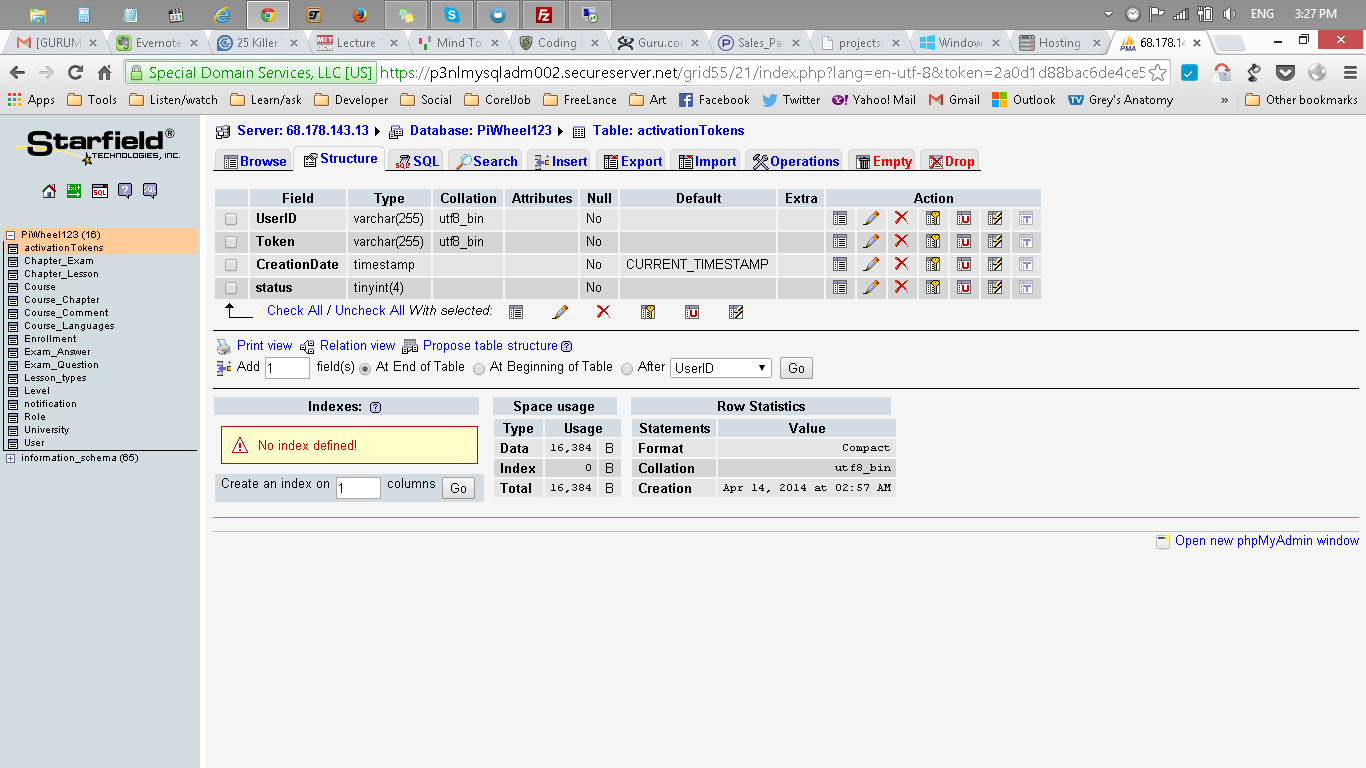 ENG 3:27 PM
[GURUM Evernote 25 Killer Lecture Mind To Coding Guru.co Sales_Pa projects. Window Hosting 68.178.14
Special Domain Services, LLC [US] https://p3nlmysqladm002.secureserver.net/grid55/21/index.php?lang=en-utf-8&token=2a0d1d88bac6de4ce5
Apps Tools Listen/watch Learn/ask Developer Social CorelJob FreeLance Art Facebook Twitter Yahoo! Mail Gmail Outlook Grey's Anatomy » Other bookmarks
Starfield®
TECHNOLOGIES, INC.
Exit SQL ? SQL
PiWheel123 (16)
activationTokens
Chapter_Exam
Chapter_Lesson
Course
Course_Chapter
Course_Comment
Course_Languages
Enrollment
Exam_Answer
Exam_Question
Lesson_types
Level
notification
Role
University
User
information_schema (65)
Server: 68.178.143.13 Database: PiWheel123 Table: activationTokens
Browse Structure SQL Search Insert Export Import Operations Empty Drop
Field Type Collation Attributes Null Default Extra Action
UserID varchar(255) utf8_bin No
Token varchar(255) utf8_bin No
CreationDate timestamp No CURRENT_TIMESTAMP
status tinyint(4) No
Check All / Uncheck All With selected:
Print view Relation view Propose table structure ?
Add 1 field(s) At End of Table At Beginning of Table After UserID Go
Indexes: ?
No index defined!
Create an index on 1 columns Go
Space usage
Type Usage
Data 16,384 B
Index 0 B
Total 16,384 B
Row Statistics
Statements Value
Format Compact
Collation utf8_bin
Creation Apr 14, 2014 at 02:57 AM
Open new phpMyAdmin window